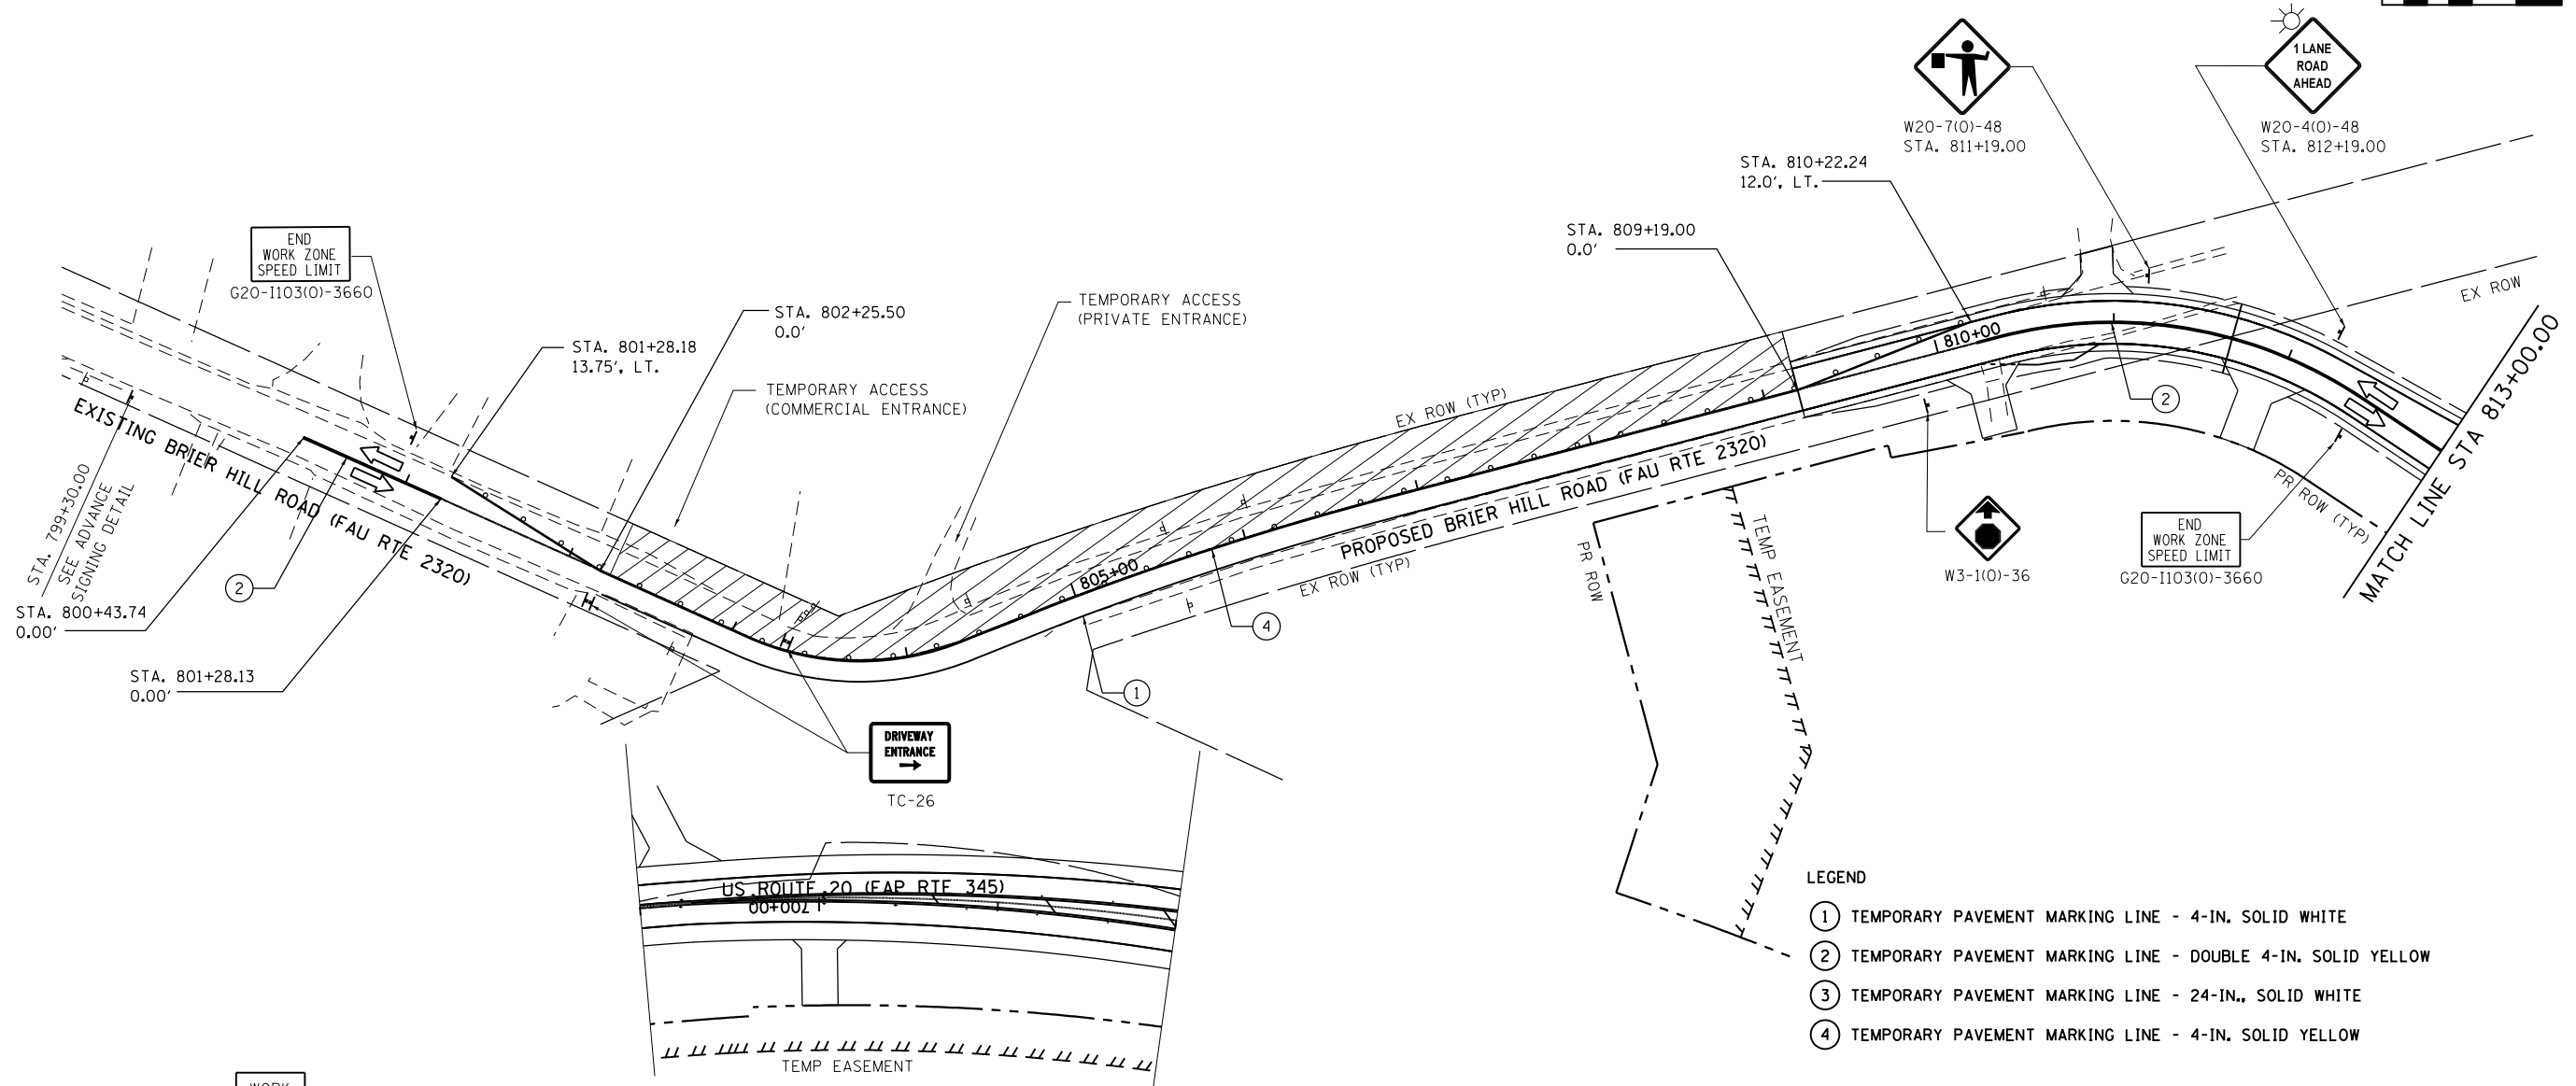 1 LANE
ROAD
AHEAD
W20-7(O)-48
STA. 811+19.00
W20-4(O)-48
STA. 812+19.00
STA. 810+22.24
12.0', LT.
STA. 809+19.00
0.0'
END
WORK ZONE
SPEED LIMIT
G20-I103(O)-3660
STA. 801+28.18
13.75', LT.
STA. 802+25.50
0.0'
TEMPORARY ACCESS
(PRIVATE ENTRANCE)
TEMPORARY ACCESS
(COMMERCIAL ENTRANCE)
EX ROW (TYP)
810+00
EX ROW
MATCH LINE STA 813+00.00
EXISTING BRIER HILL ROAD (FAU RTE 2320)
STA. 799+30.00
SEE ADVANCE
SIGNING DETAIL
2
STA. 800+43.74
0.00'
STA. 801+28.13
0.00'
805+00
PROPOSED BRIER HILL ROAD (FAU RTE 2320)
EX ROW (TYP)
4
1
2
PR ROW
TEMP EASEMENT
W3-1(O)-36
END
WORK ZONE
SPEED LIMIT
G20-I103(O)-3660
PR ROW (TYP)
DRIVEWAY
ENTRANCE
TC-26
US ROUTE 20 (FAP RTE 345)
700+00
TEMP EASEMENT
LEGEND
1 TEMPORARY PAVEMENT MARKING LINE - 4-IN. SOLID WHITE
2 TEMPORARY PAVEMENT MARKING LINE - DOUBLE 4-IN. SOLID YELLOW
3 TEMPORARY PAVEMENT MARKING LINE - 24-IN., SOLID WHITE
4 TEMPORARY PAVEMENT MARKING LINE - 4-IN. SOLID YELLOW